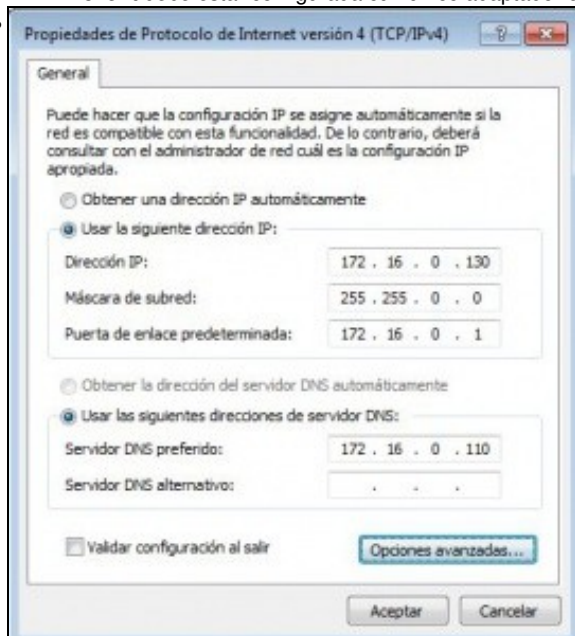 Propiedades de Protocolo de Internet versión 4 (TCP/IPv4)
General
Puede hacer que la configuración IP se asigne automáticamente si la
red es compatible con esta funcionalidad. De lo contrario, deberá
consultar con el administrador de red cuál es la configuración IP
apropiada.
Obtener una dirección IP automáticamente
Usar la siguiente dirección IP:
Dirección IP: 172 . 16 . 0 . 130
Máscara de subred: 255 . 255 . 0 . 0
Puerta de enlace predeterminada: 172 . 16 . 0 . 1
Obtener la dirección del servidor DNS automáticamente
Usar las siguientes direcciones de servidor DNS:
Servidor DNS preferido: 172 . 16 . 0 . 110
Servidor DNS alternativo: . . .
Validar configuración al salir Opciones avanzadas...
Aceptar Cancelar